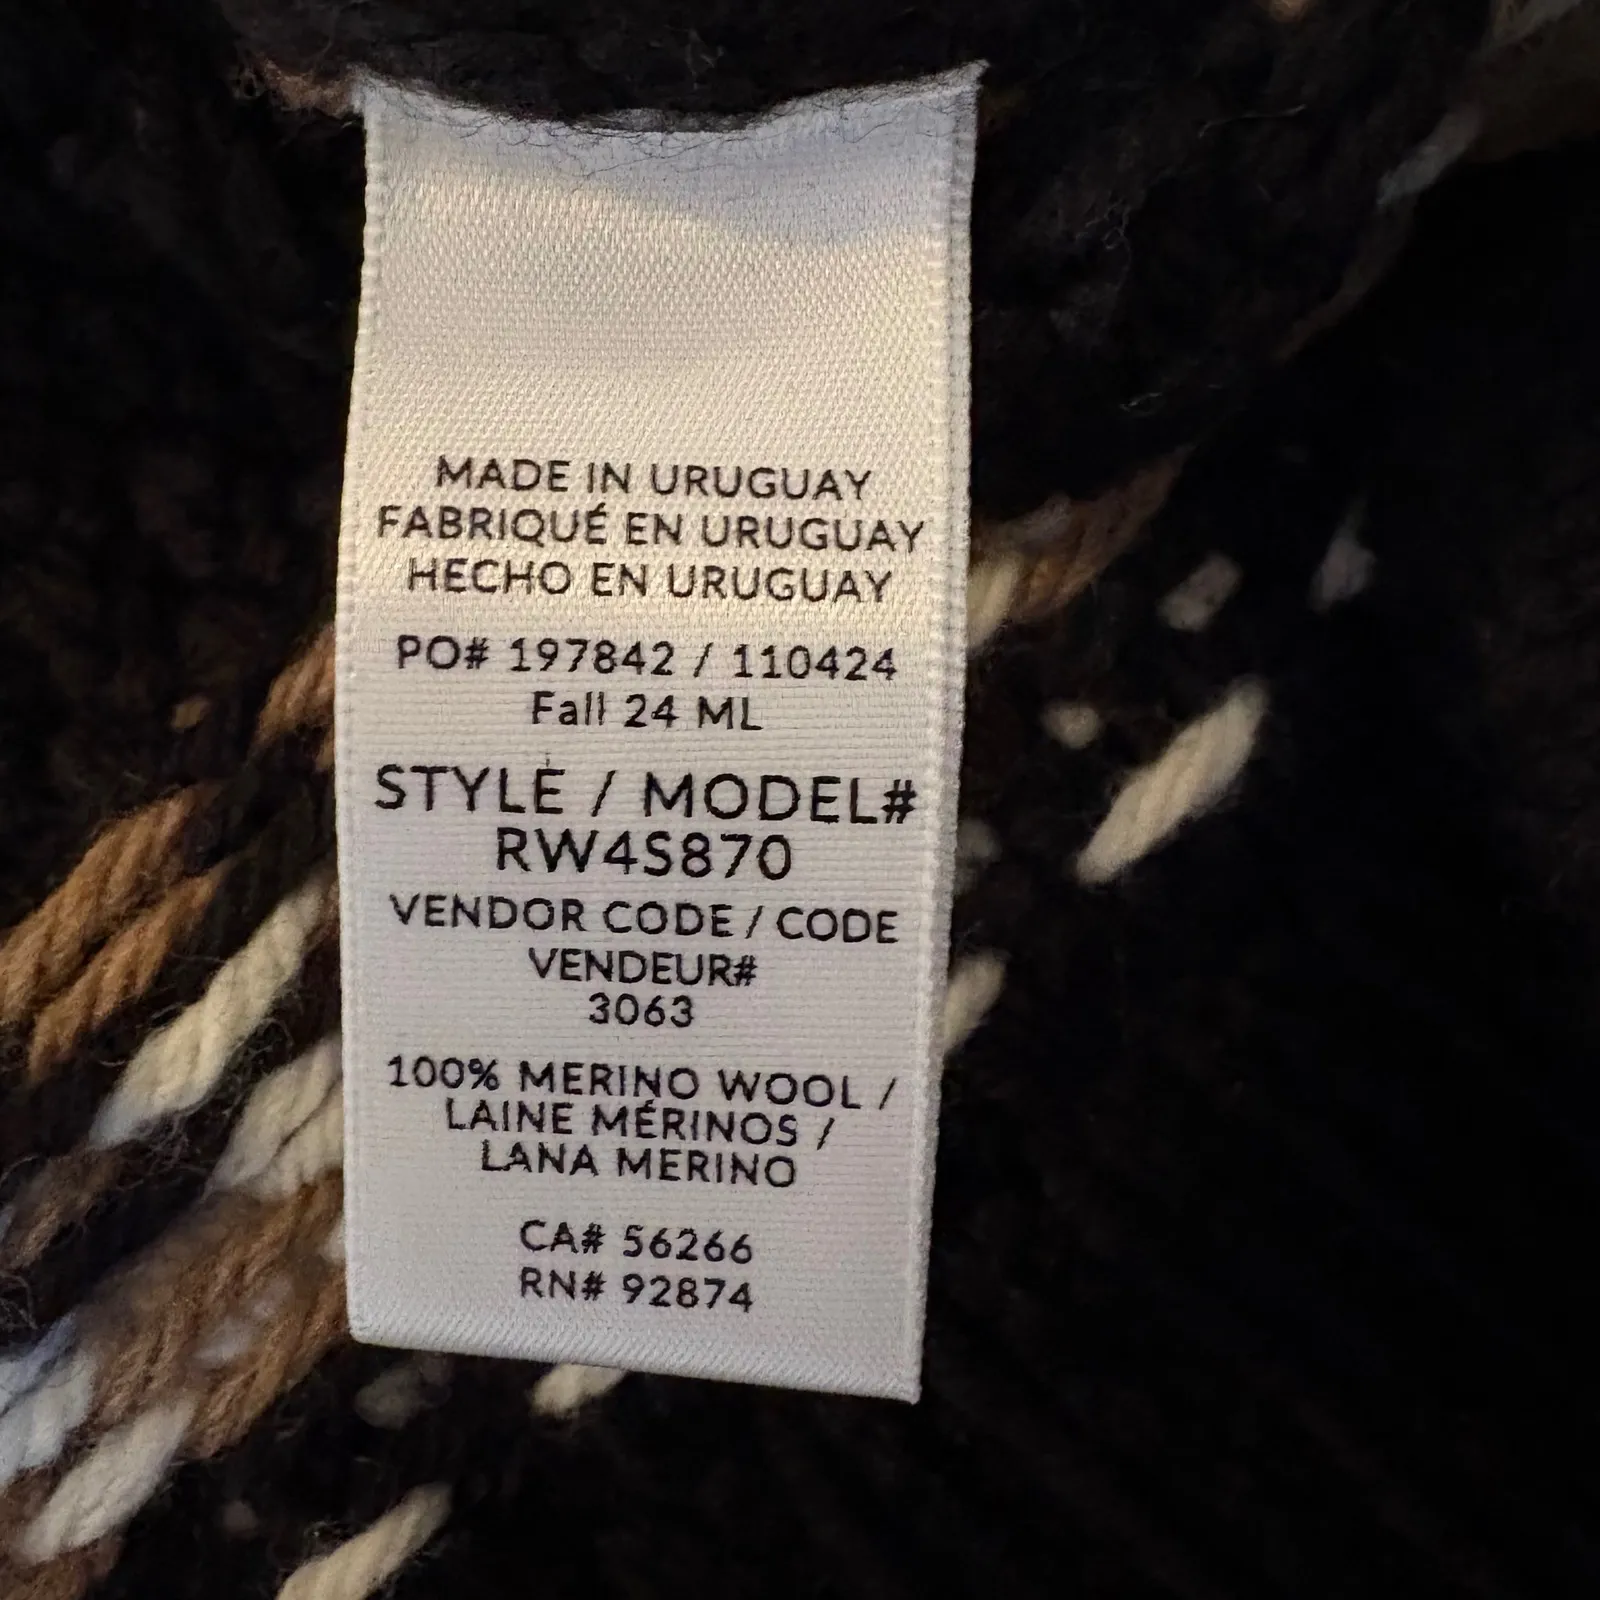 MADE IN URUGUAY
FABRIQUÉ EN URUGUAY
HECHO EN URUGUAY
PO# 197842 / 110424
Fall 24 ML
STYLE / MODEL#
RW4S870
VENDOR CODE / CODE
VENDEUR#
3063
100% MERINO WOOL /
LAINE MÉRINOS /
LANA MERINO
CA# 56266
RN# 92874